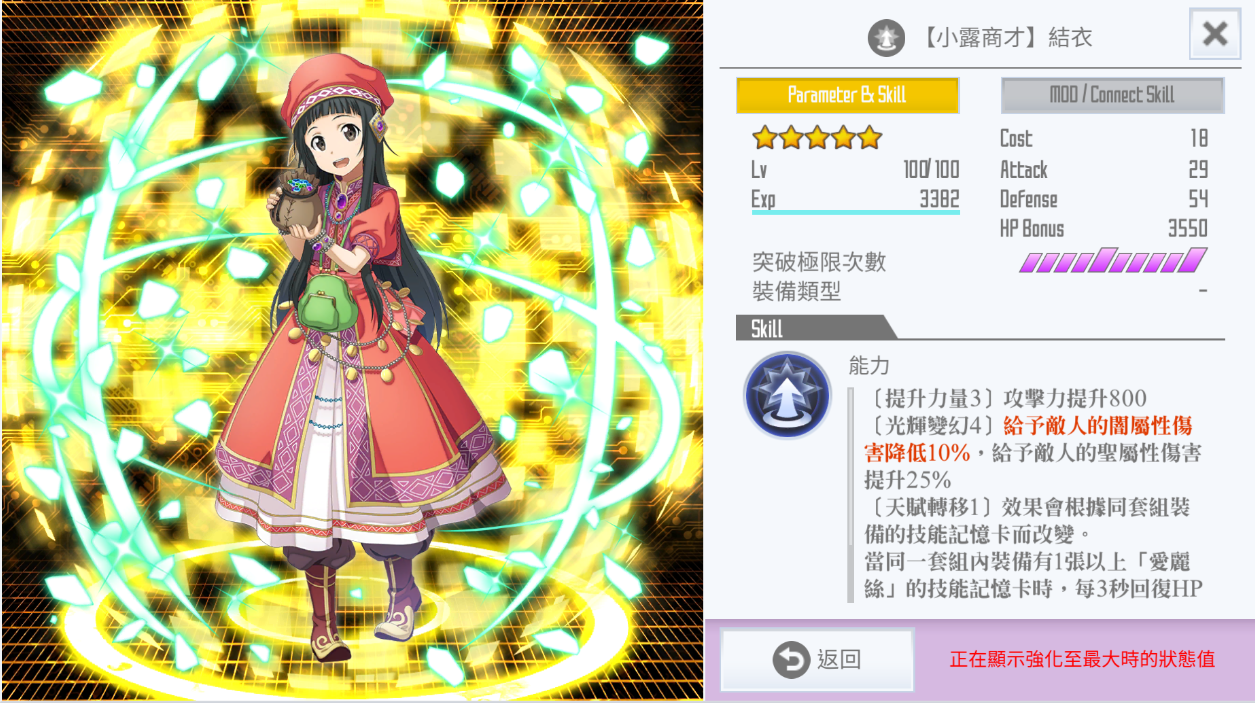 【小露商才】結衣
Parameter & Skill
MOD / Connect Skill
Lv 100/100
Exp 3382
Cost 18
Attack 29
Defense 54
HP Bonus 3550
突破極限次數
裝備類型 -
Skill
能力
〔提升力量3〕攻擊力提升800
〔光輝變幻4〕給予敵人的闇屬性傷
害降低10%，給予敵人的聖屬性傷害
提升25%
〔天賦轉移1〕效果會根據同套組裝
備的技能記憶卡而改變。
當同一套組內裝備有1張以上「愛麗
絲」的技能記憶卡時，每3秒回復HP
返回
正在顯示強化至最大時的狀態值